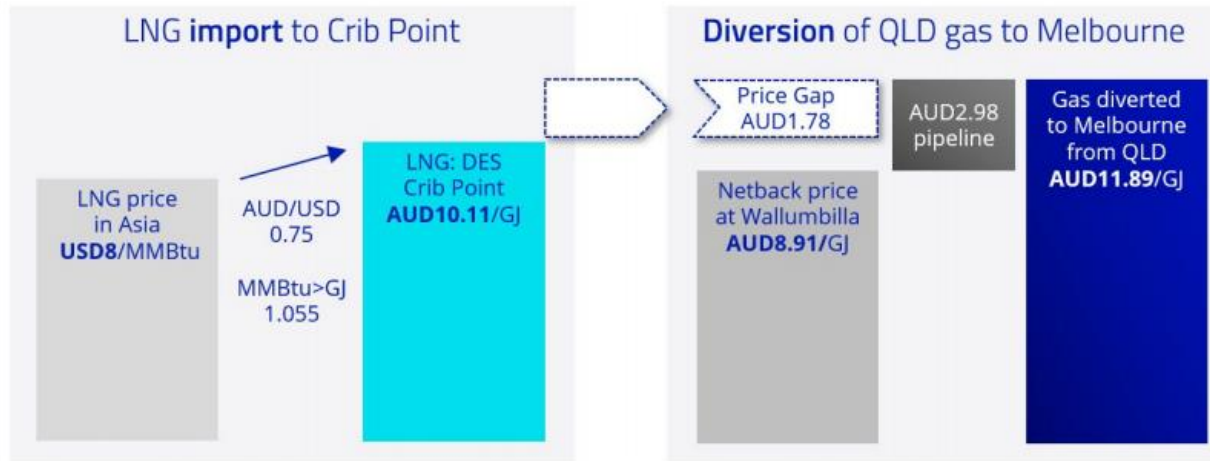 LNG import to Crib Point
LNG price
in Asia
USD8/MMBtu
AUD/USD
0.75
MMBtu>GJ
1.055
LNG: DES
Crib Point
AUD10.11/GJ
Diversion of QLD gas to Melbourne
Price Gap
AUD1.78
Netback price
at Wallumbilla
AUD8.91/GJ
AUD2.98
pipeline
Gas diverted
to Melbourne
from QLD
AUD11.89/GJ